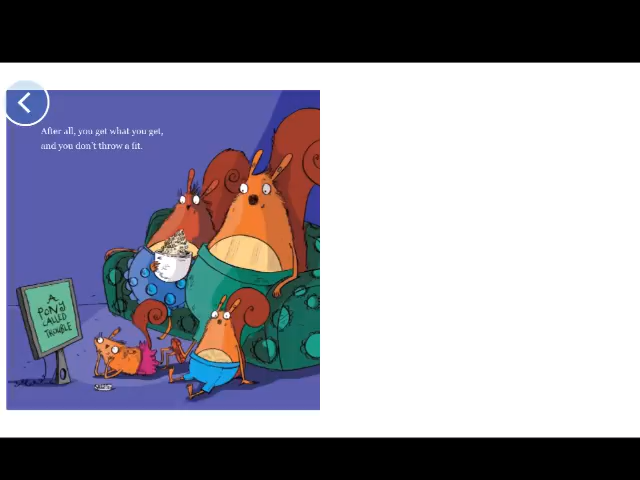 After all, you get what you get,
and you don't throw a fit.
A
PONY
CALLED
TROUBLE